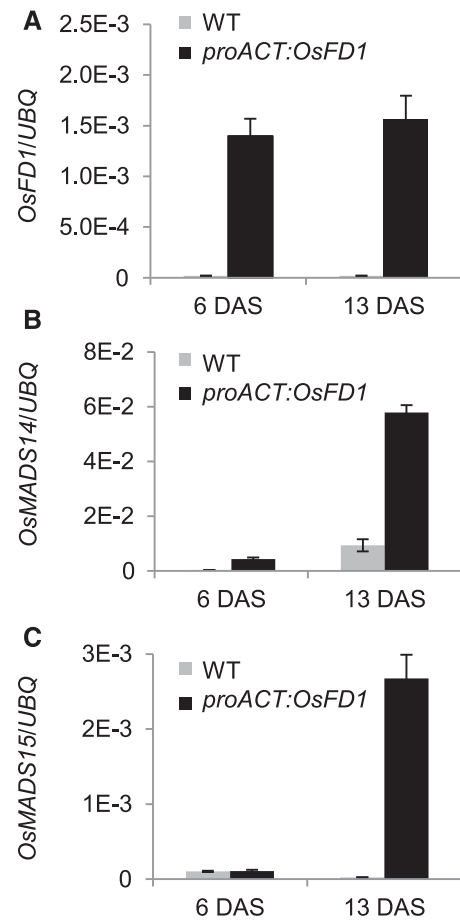 A
WT
proACT:OsFD1
OsFD1/UBQ
2.5E-3
2.0E-3
1.5E-3
1.0E-3
5.0E-4
0
6 DAS 13 DAS
B
WT
proACT:OsFD1
OsMADS14/UBQ
8E-2
6E-2
4E-2
2E-2
0
6 DAS 13 DAS
C
WT
proACT:OsFD1
OsMADS15/UBQ
3E-3
2E-3
1E-3
0
6 DAS 13 DAS